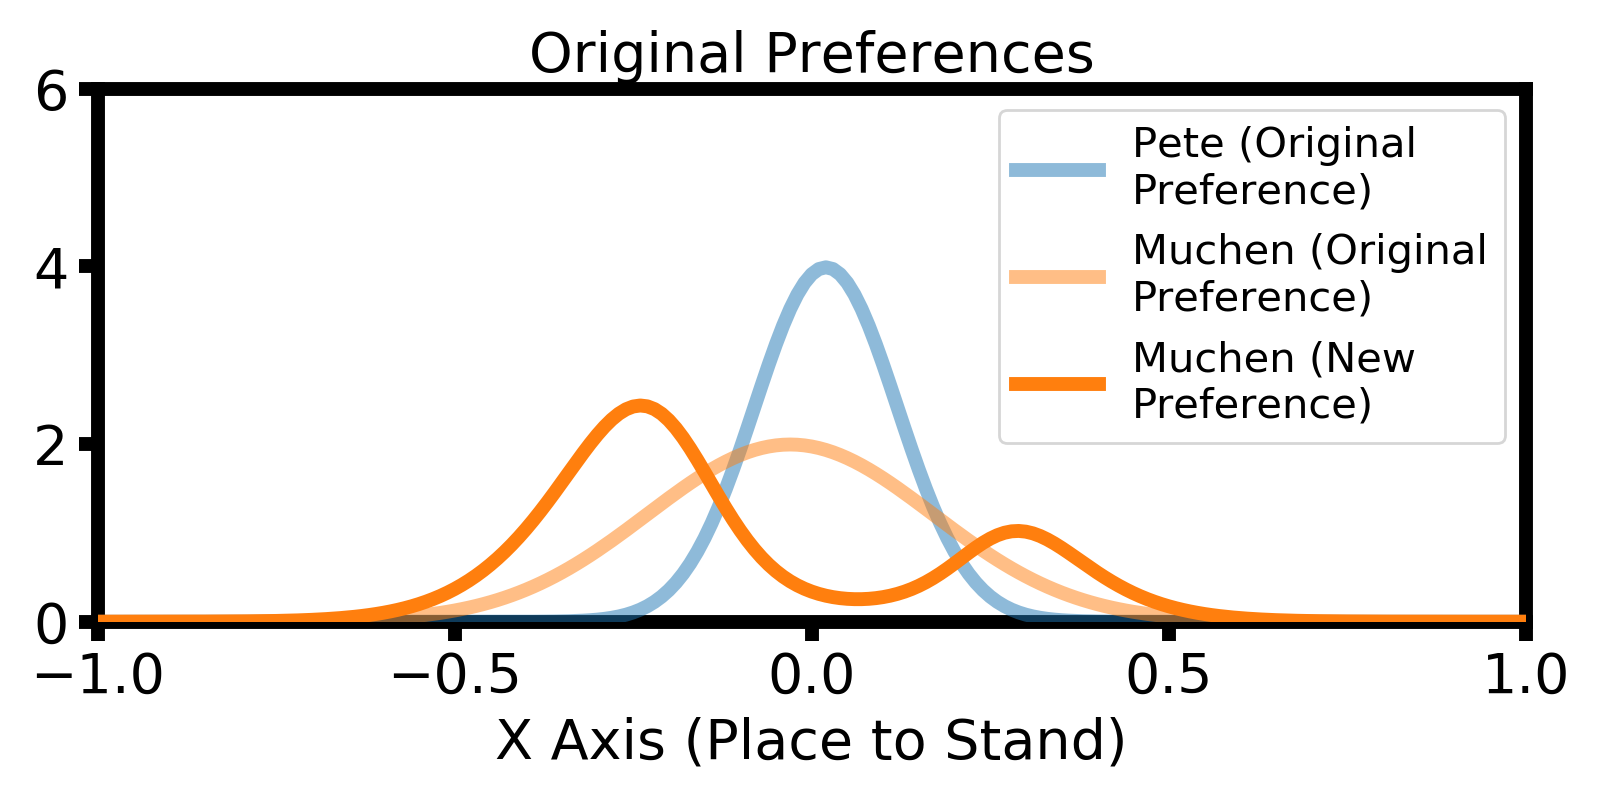 Original Preferences
6
4
2
0
Pete (Original
Preference)
Muchen (Original
Preference)
Muchen (New
Preference)
−1.0 −0.5 0.0 0.5 1.0
X Axis (Place to Stand)